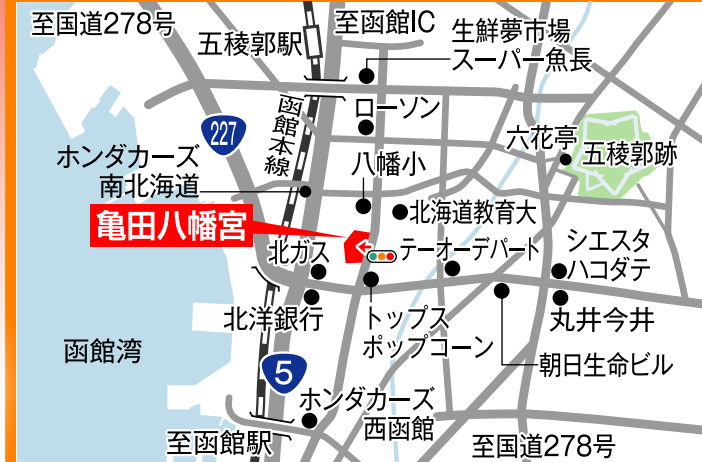 至国道278号
至函館IC
五稜郭駅
生鮮夢市場
スーパー魚長
函館本線
ローソン
227
六花亭
五稜郭跡
ホンダカーズ
南北海道
八幡小
北海道教育大
亀田八幡宮
テーオーデパート
シエスタ
ハコダテ
北ガス
北洋銀行
トップス
ポップコーン
丸井今井
函館湾
朝日生命ビル
5
ホンダカーズ
西函館
至函館駅
至国道278号